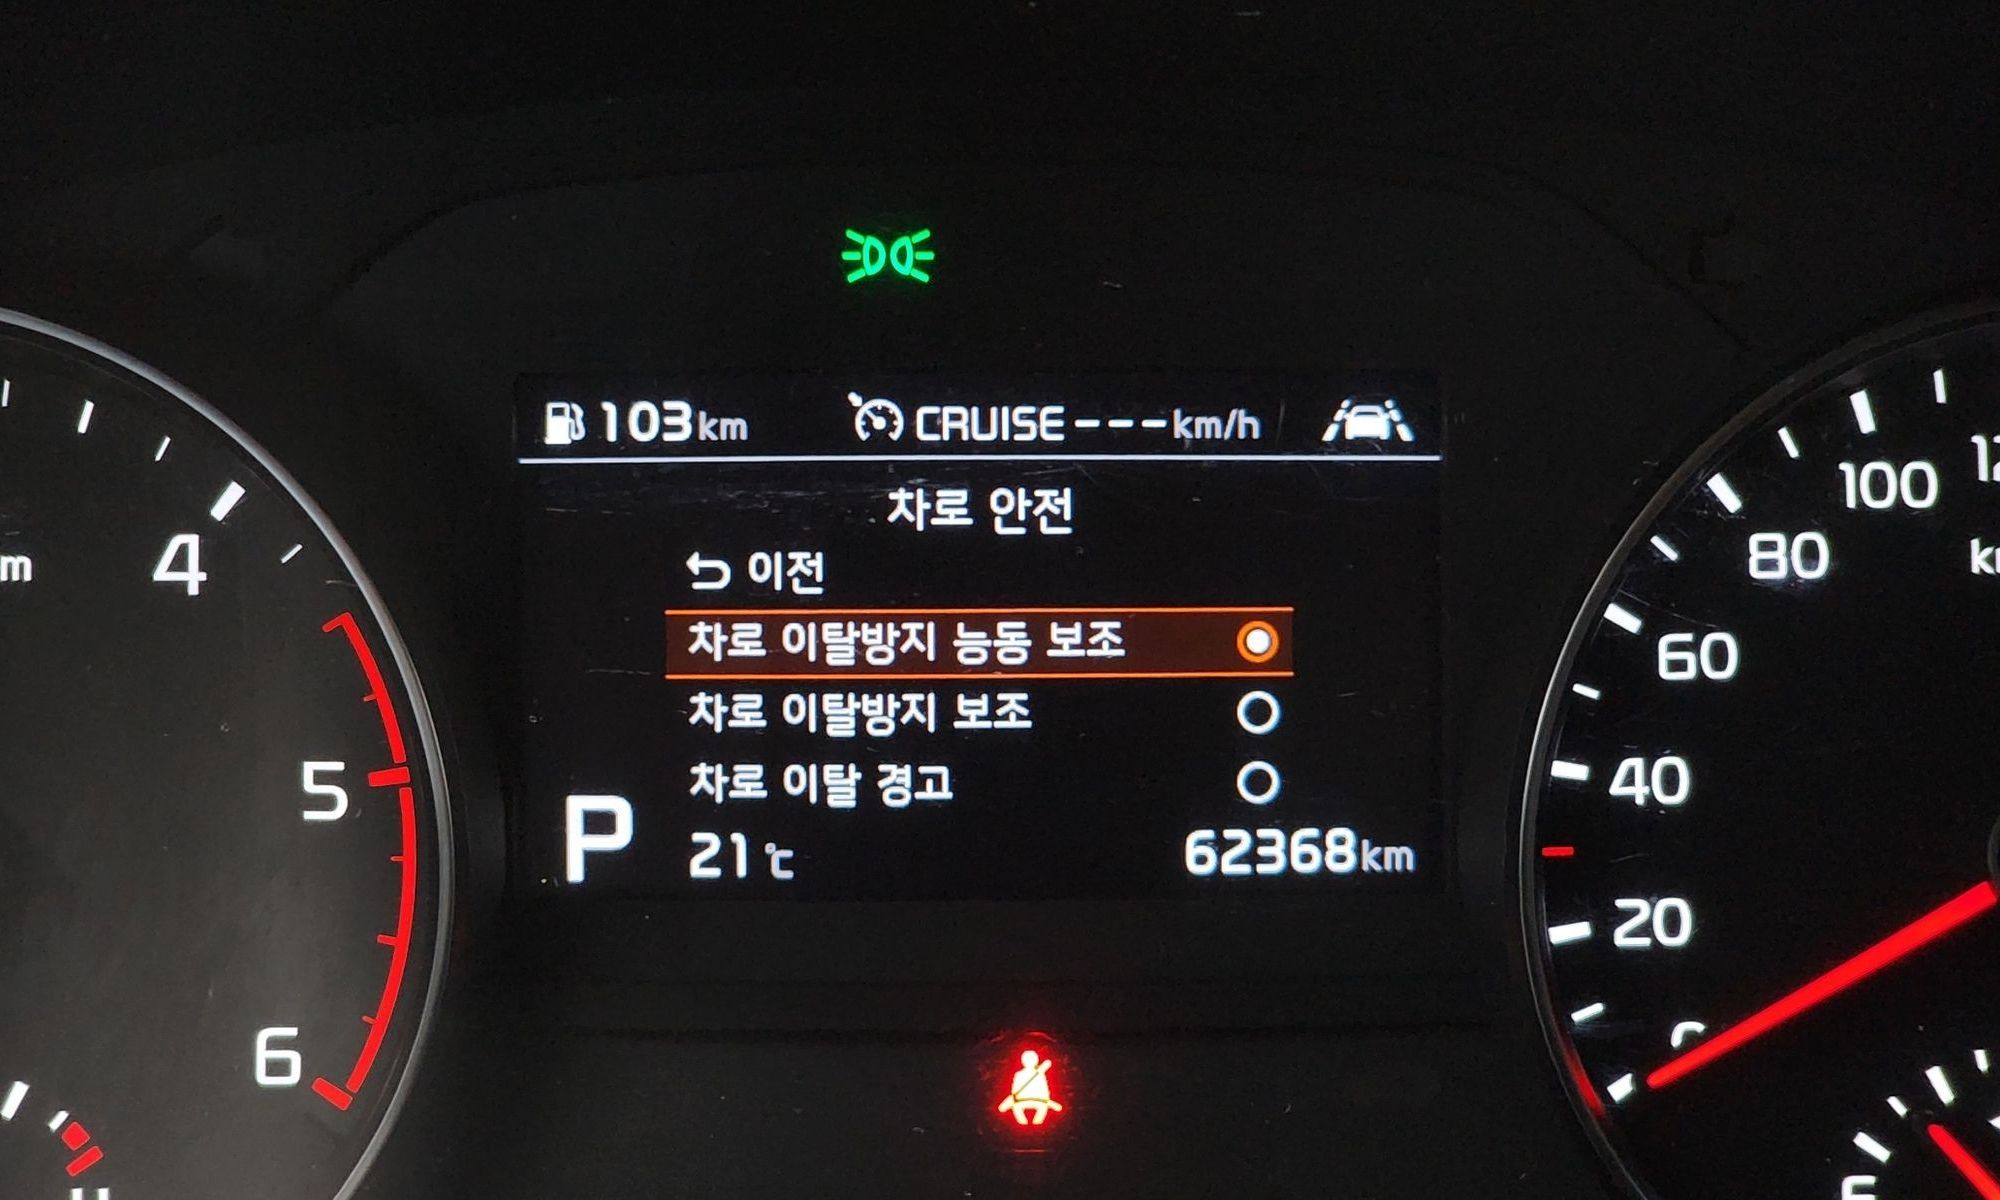 103km CRUISE---km/h
차로 안전
이전
차로 이탈방지 능동 보조
차로 이탈방지 보조
차로 이탈 경고
P 21℃ 62368km
4
5
6
100
80
60
40
20